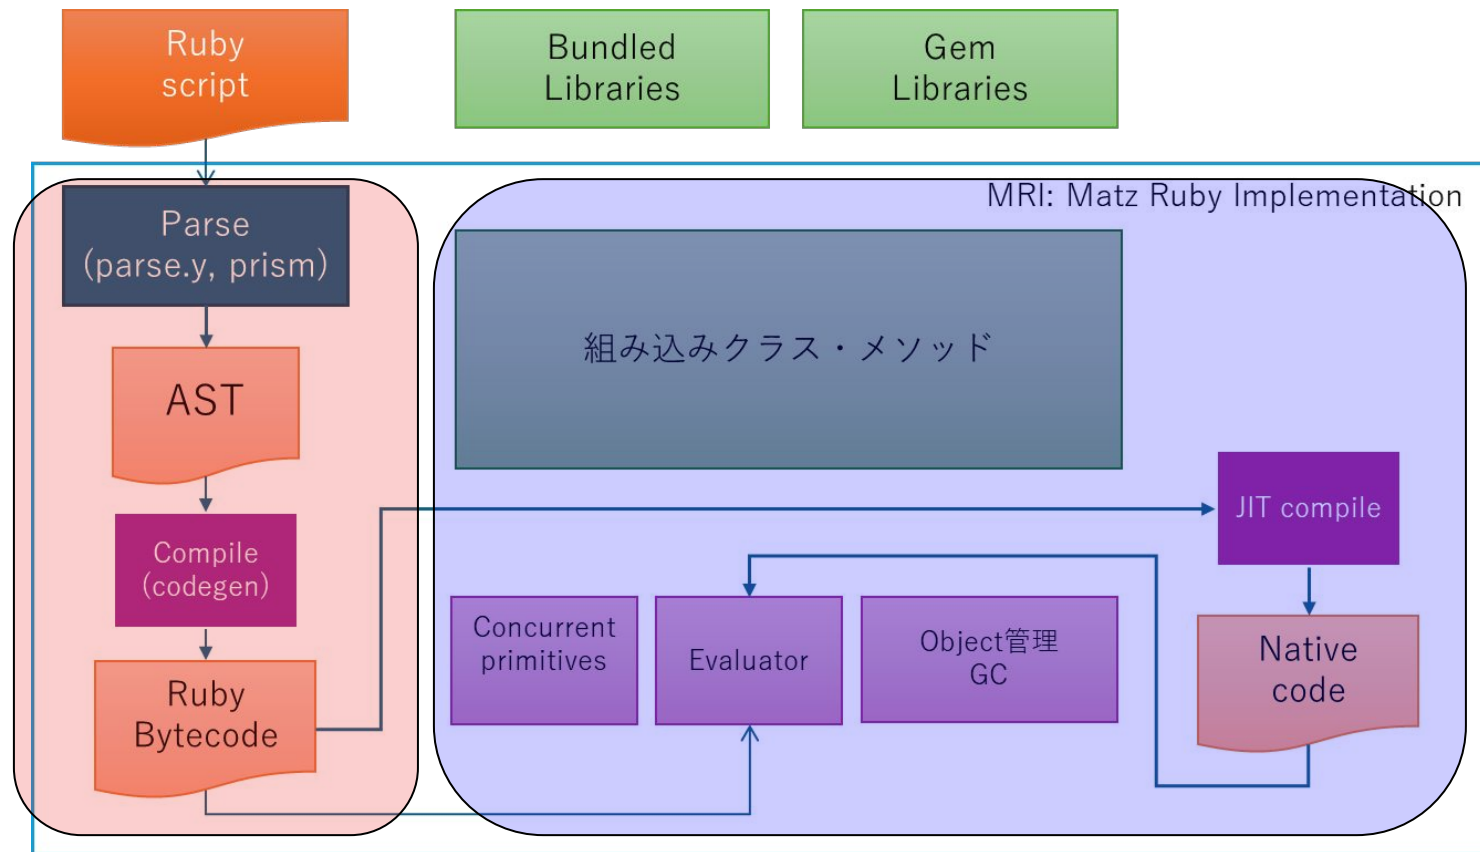 Ruby
script
Bundled
Libraries
Gem
Libraries
MRI: Matz Ruby Implementation
Parse
(parse.y, prism)
AST
Compile
(codegen)
Ruby
Bytecode
組み込みクラス・メソッド
JIT compile
Concurrent
primitives
Evaluator
Object管理
GC
Native
code